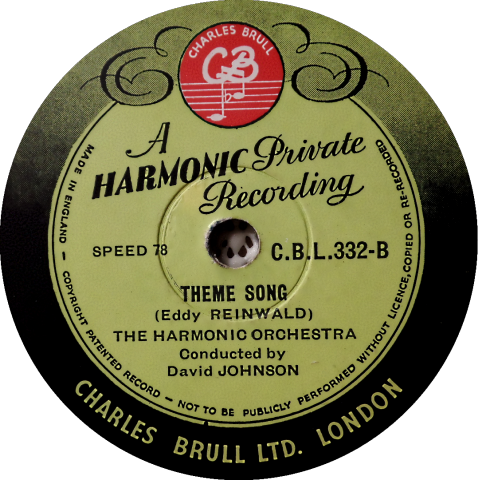 CHARLES BRULL
CB
A
HARMONIC Private
Recording
SPEED 78
C.B.L.332-B
THEME SONG
(Eddy REINWALD)
THE HARMONIC ORCHESTRA
Conducted by
David JOHNSON
MADE IN ENGLAND — COPYRIGHT PATENTED RECORD — NOT TO BE PUBLICLY PERFORMED WITHOUT LICENCE, COPIED OR RE-RECORDED
CHARLES BRULL LTD. LONDON